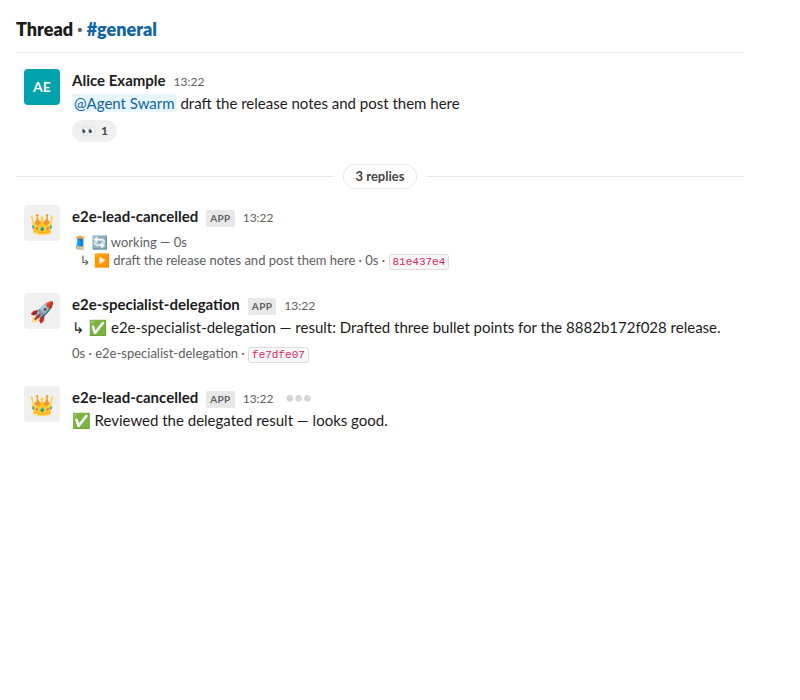 Thread • #general
AE
Alice Example 13:22
@Agent Swarm draft the release notes and post them here
👀 1
3 replies
e2e-lead-cancelled APP 13:22
🧵 🔄 working — 0s
↳ ▶️ draft the release notes and post them here · 0s · 81e437e4
e2e-specialist-delegation APP 13:22
↳ ✅ e2e-specialist-delegation — result: Drafted three bullet points for the 8882b172f028 release.
0s · e2e-specialist-delegation · fe7dfe07
e2e-lead-cancelled APP 13:22
✅ Reviewed the delegated result — looks good.